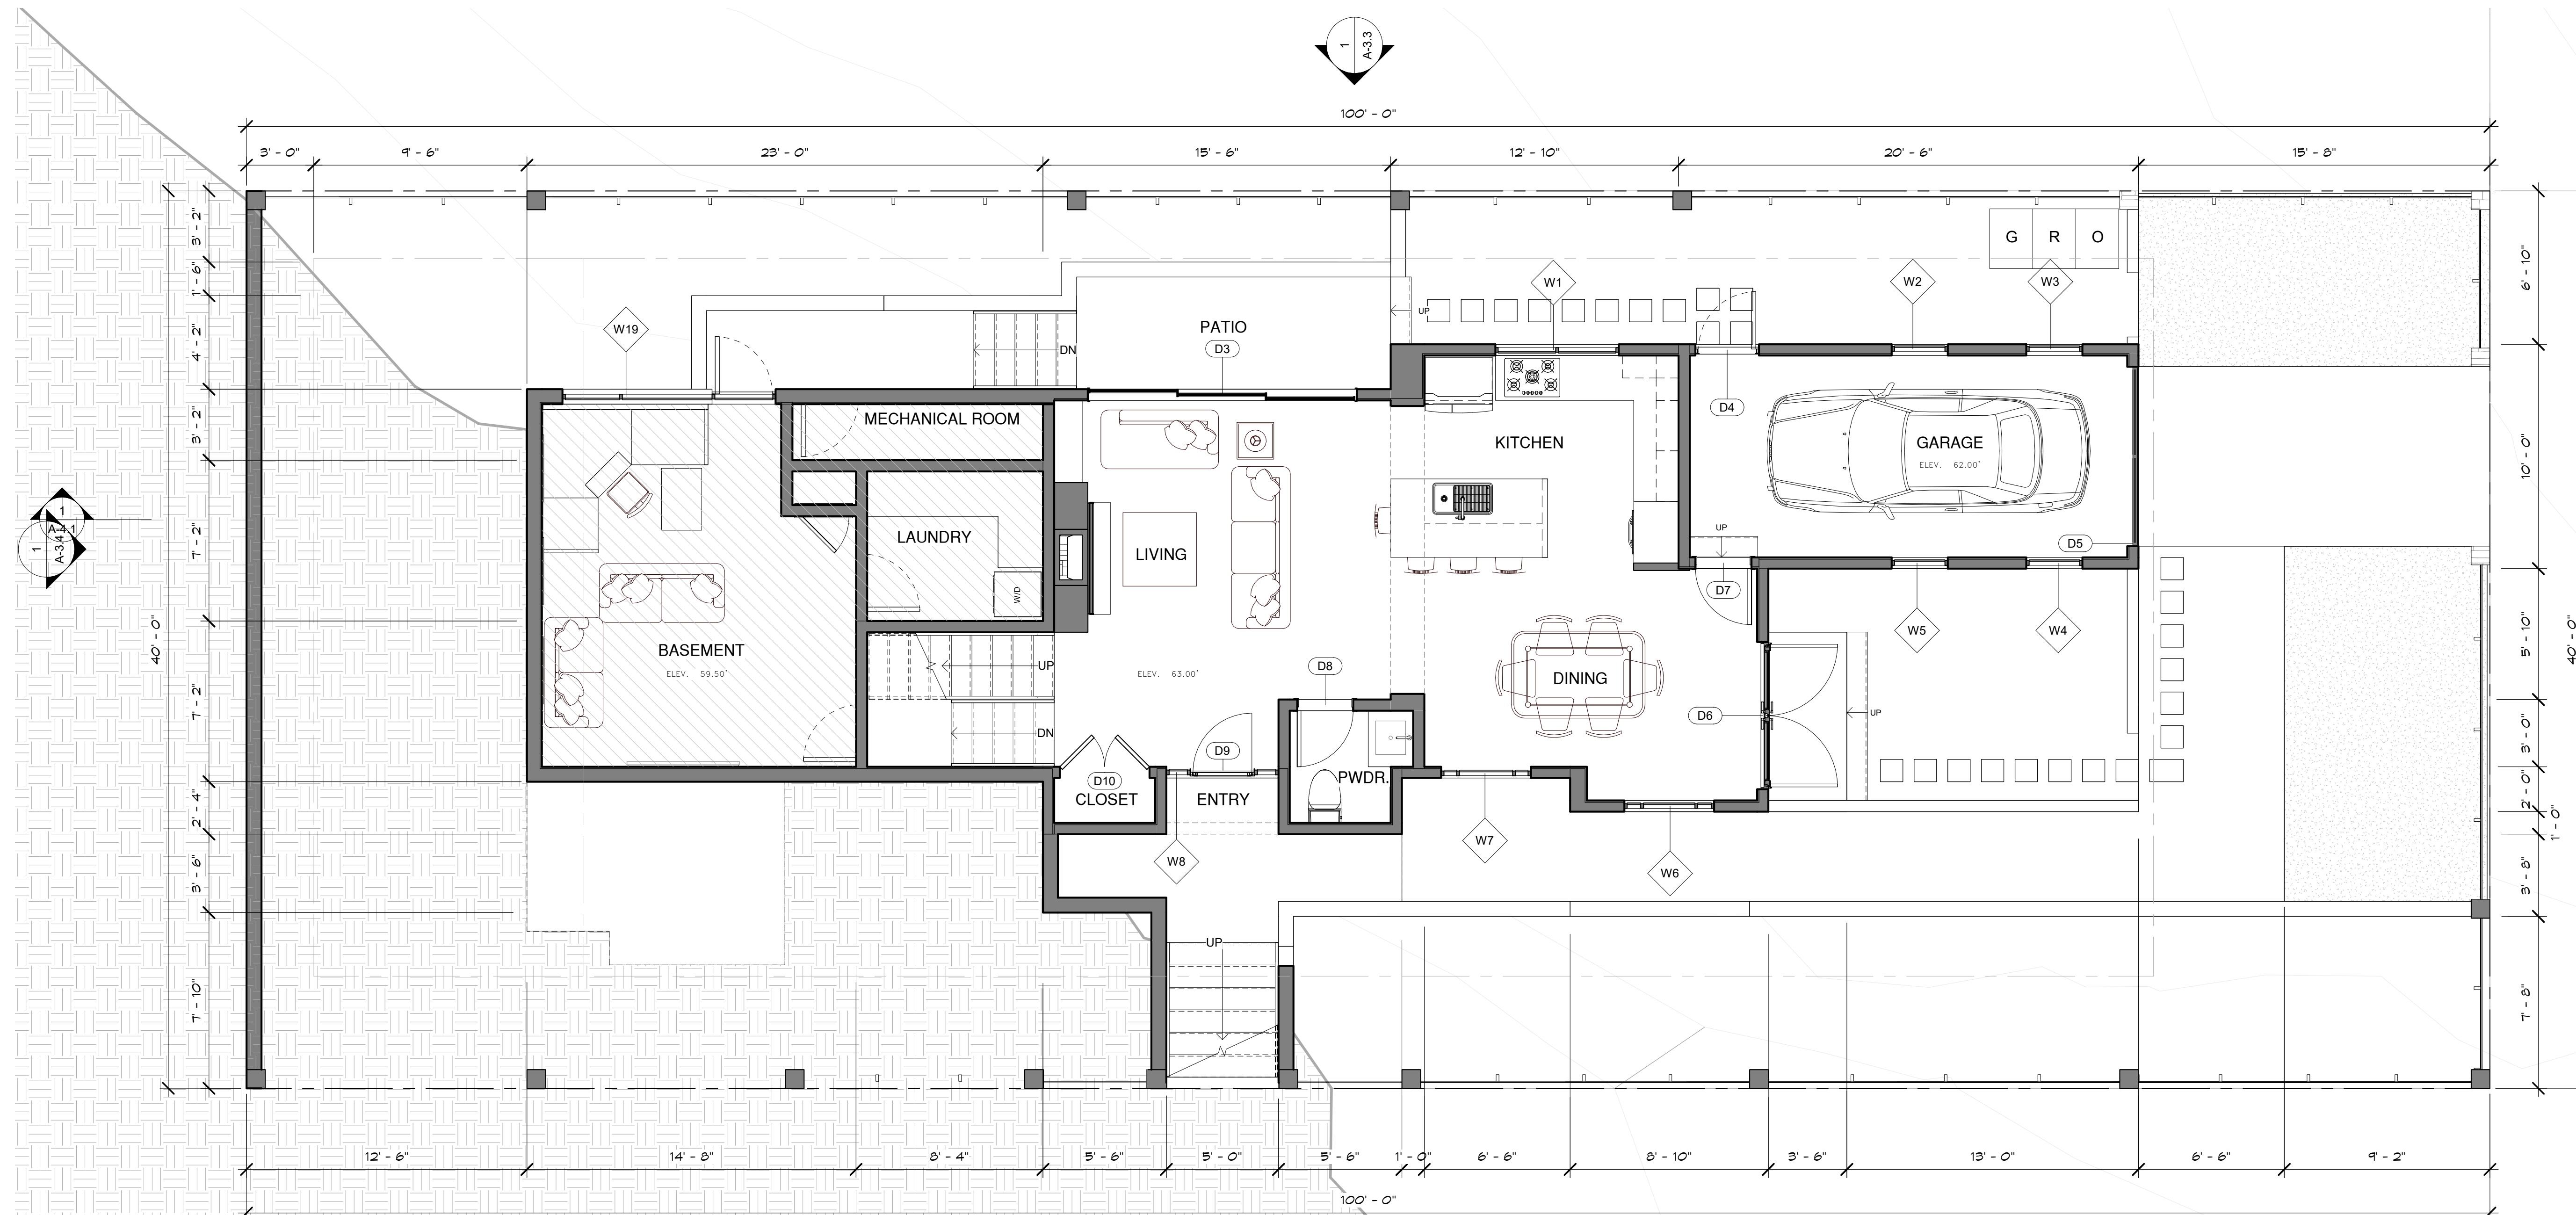 1
A-3.3
100' - 0"
3' - 0"
9' - 6"
23' - 0"
15' - 6"
12' - 10"
20' - 6"
15' - 8"
3' - 2"
1' - 6"
4' - 2"
3' - 2"
7' - 2"
7' - 2"
2' - 4"
3' - 6"
7' - 10"
40' - 0"
6' - 10"
10' - 0"
5' - 10"
3' - 0"
2' - 0"
1' - 0"
3' - 8"
7' - 8"
40' - 0"
G R O
W1
W2
W3
W19
PATIO
D3
UP
DN
MECHANICAL ROOM
KITCHEN
D4
GARAGE
ELEV. 62.00'
1
A-4.1
1
A-3.4
LAUNDRY
LIVING
UP
D5
W/D
D7
W5
W4
BASEMENT
ELEV. 59.50'
UP
ELEV. 63.00'
D8
DINING
D6
UP
DN
D9
D10
CLOSET
ENTRY
PWDR.
W8
W7
W6
UP
12' - 6"
14' - 8"
8' - 4"
5' - 6"
5' - 0"
5' - 6"
1' - 0"
6' - 6"
8' - 10"
3' - 6"
13' - 0"
6' - 6"
9' - 2"
100' - 0"